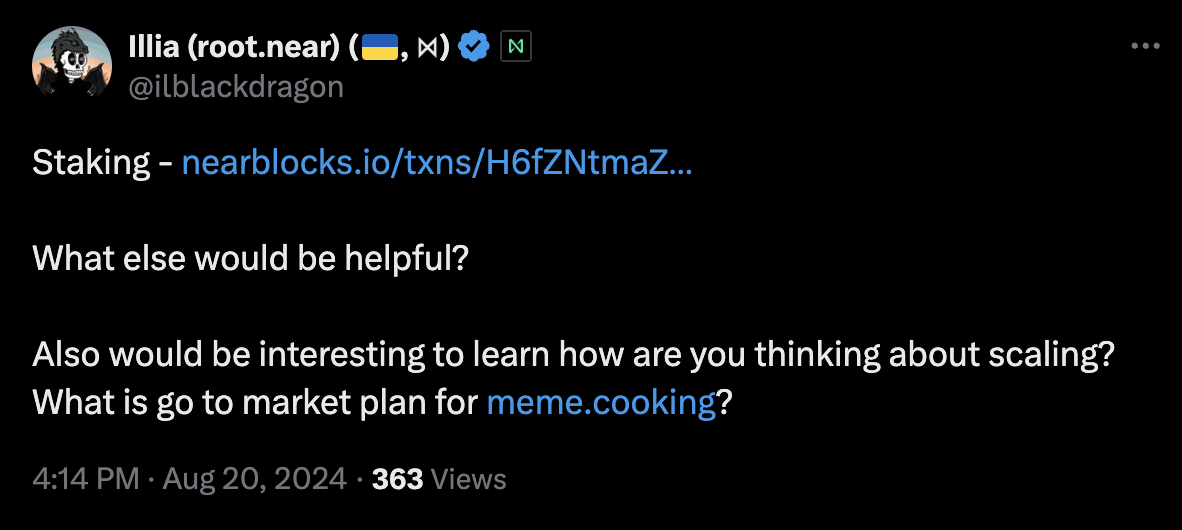 Illia (root.near) (🇺🇦, ⋈)
@ilblackdragon
Staking - nearblocks.io/txns/H6fZNtmaZ...
What else would be helpful?
Also would be interesting to learn how are you thinking about scaling?
What is go to market plan for meme.cooking?
4:14 PM · Aug 20, 2024 · 363 Views